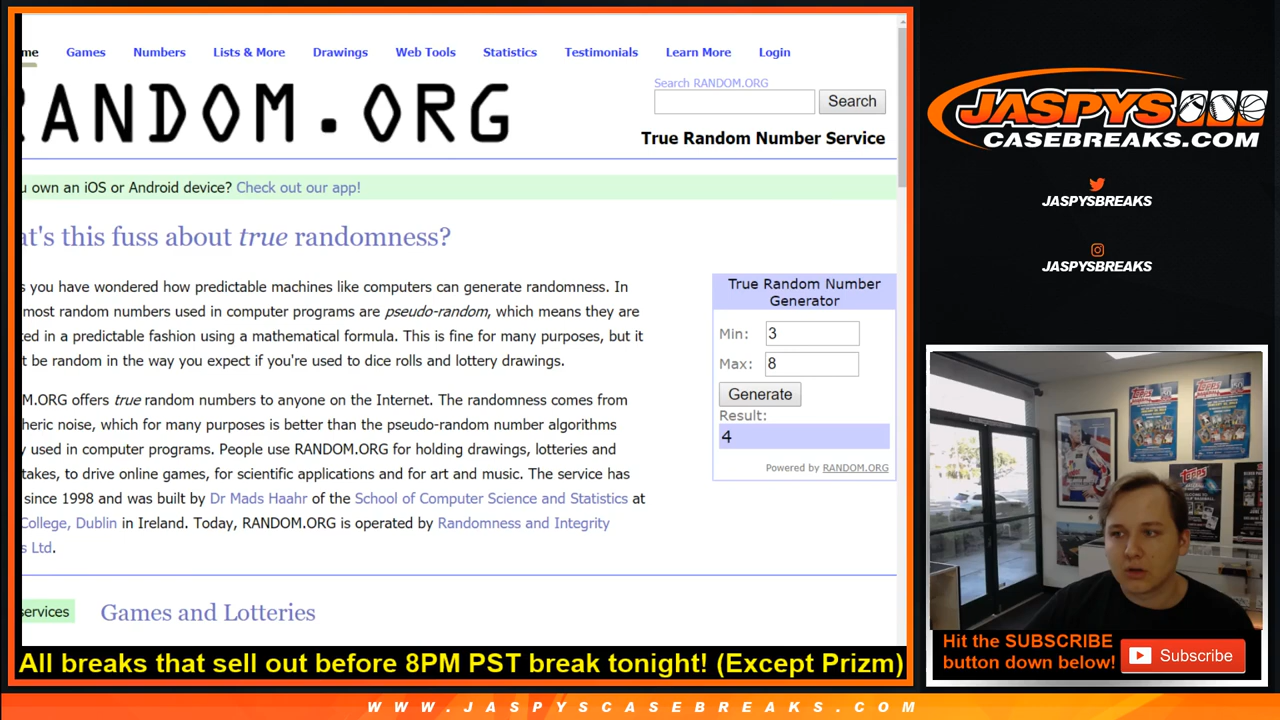 me Games Numbers Lists & More Drawings Web Tools Statistics Testimonials Learn More Login
RANDOM.ORG
Search RANDOM.ORG
Search
True Random Number Service
u own an iOS or Android device? Check out our app!
at's this fuss about true randomness?
s you have wondered how predictable machines like computers can generate randomness. In
most random numbers used in computer programs are pseudo-random, which means they are
ted in a predictable fashion using a mathematical formula. This is fine for many purposes, but it
t be random in the way you expect if you're used to dice rolls and lottery drawings.
M.ORG offers true random numbers to anyone on the Internet. The randomness comes from
heric noise, which for many purposes is better than the pseudo-random number algorithms
y used in computer programs. People use RANDOM.ORG for holding drawings, lotteries and
takes, to drive online games, for scientific applications and for art and music. The service has
since 1998 and was built by Dr Mads Haahr of the School of Computer Science and Statistics at
College, Dublin in Ireland. Today, RANDOM.ORG is operated by Randomness and Integrity
s Ltd.
True Random Number
Generator
Min: 3
Max: 8
Generate
Result:
4
Powered by RANDOM.ORG
services Games and Lotteries
All breaks that sell out before 8PM PST break tonight! (Except Prizm)
JASPYS
CASEBREAKS.COM
JASPYSBREAKS
JASPYSBREAKS
Topps
Topps
TOPPS
Hit the SUBSCRIBE
button down below!
Subscribe
WWW.JASPYSCASEBREAKS.COM